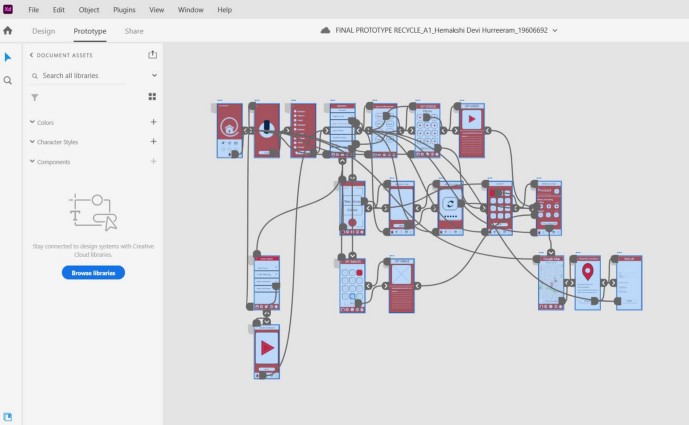 Xd File Edit Object Plugins View Window Help
Design Prototype Share FINAL PROTOTYPE RECYCLE_A1_Hemakshi Devi Hurreeram_19606692
DOCUMENT ASSETS
Search all libraries
Colors
Character Styles
Components
Stay connected to design systems with Creative
Cloud libraries.
Browse libraries